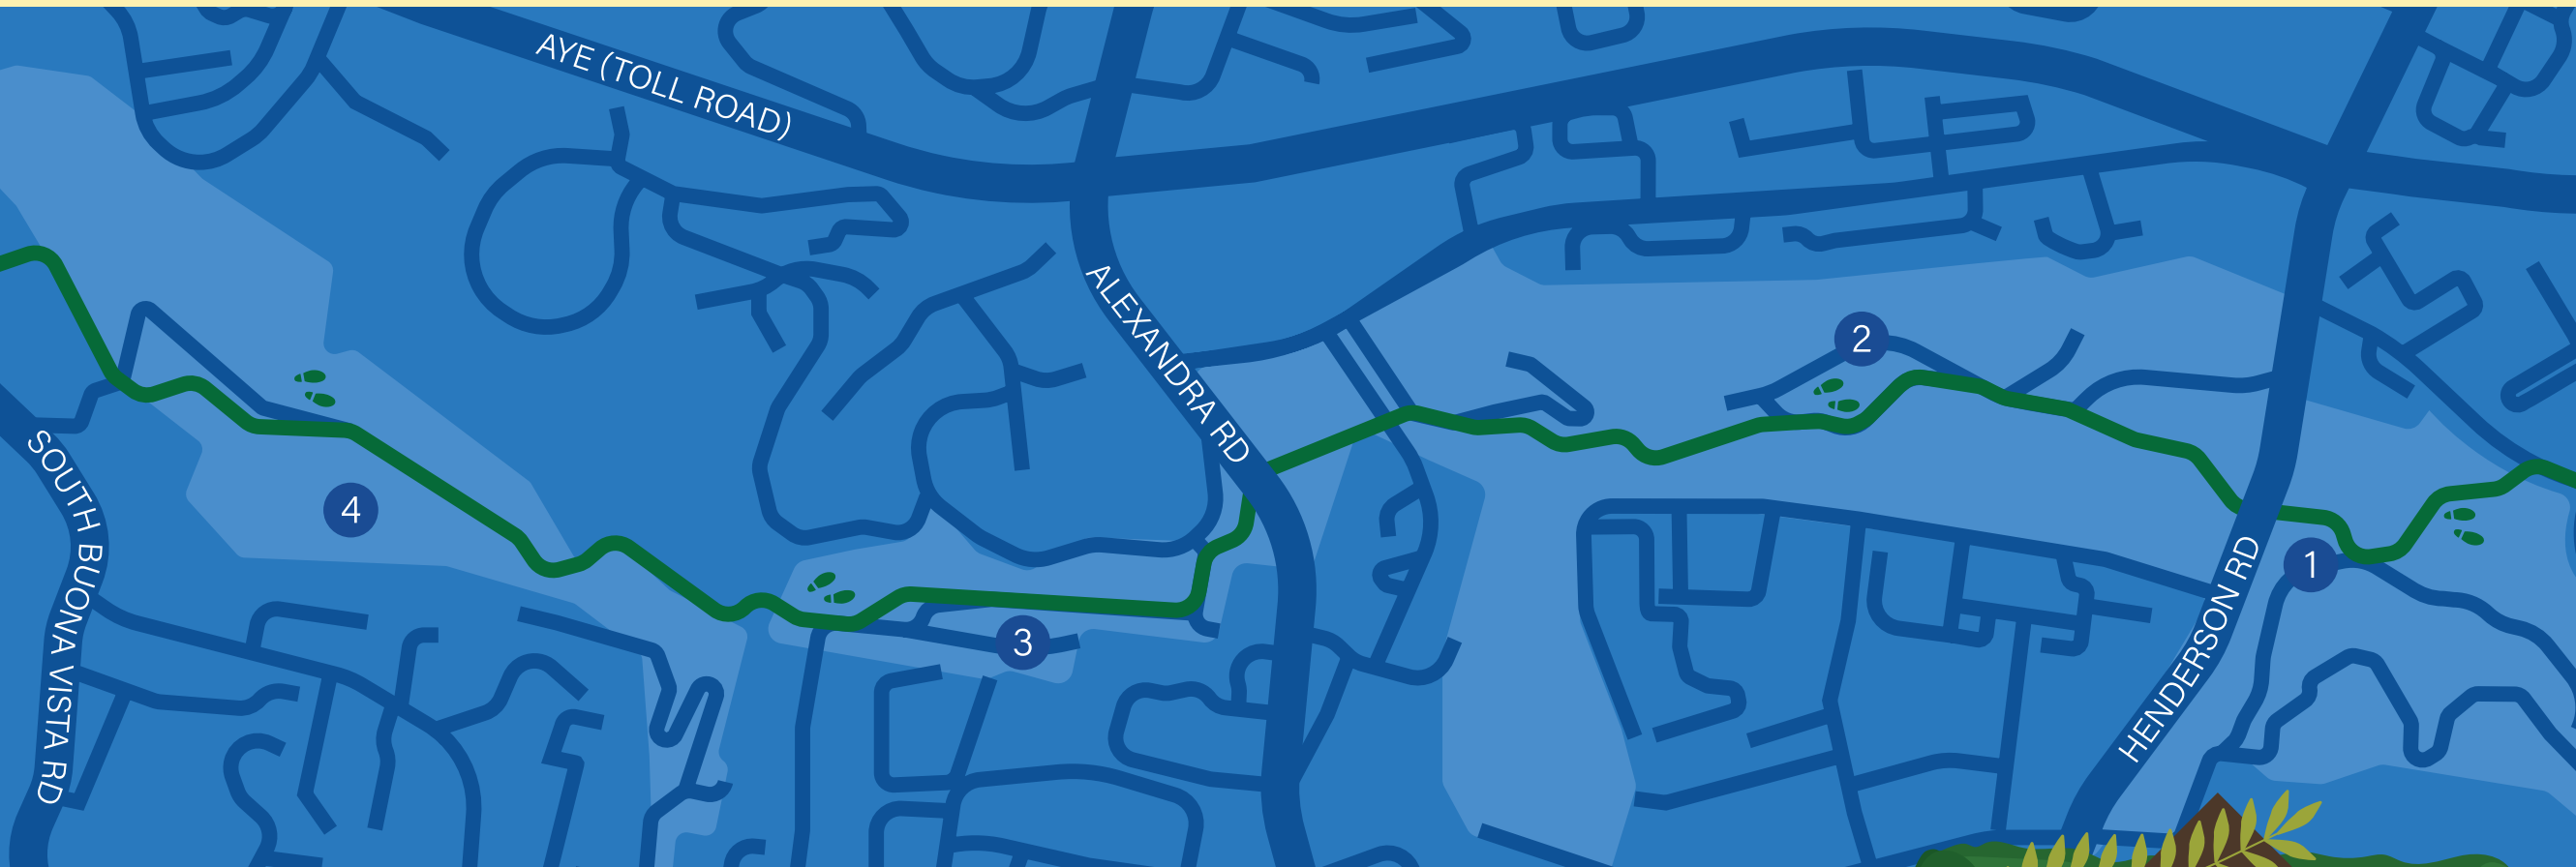 AYE (TOLL ROAD)
ALEXANDRA RD
2
SOUTH BUONA VISTA RD
4
3
1
HENDERSON RD